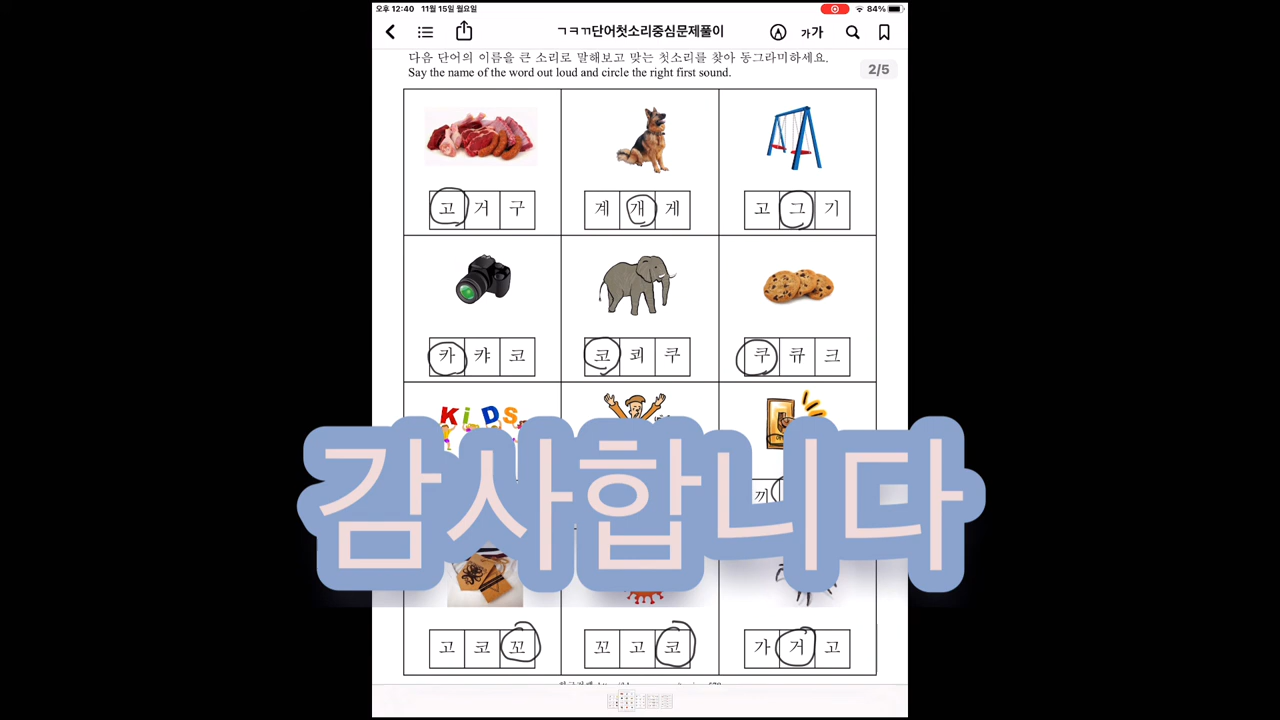 오후 12:40 11월 15일 월요일
84%
ㄱㅋㄲ단어첫소리중심문제풀이
가가
다음 단어의 이름을 큰 소리로 말해보고 맞는 첫소리를 찾아 동그라미하세요.
Say the name of the word out loud and circle the right first sound.
2/5
고 거 구
계 개 게
고 그 기
카 캬 코
코 쾨 쿠
쿠 큐 크
KiDS
끼
감사합니다
고 코 꼬
꼬 고 코
가 거 고